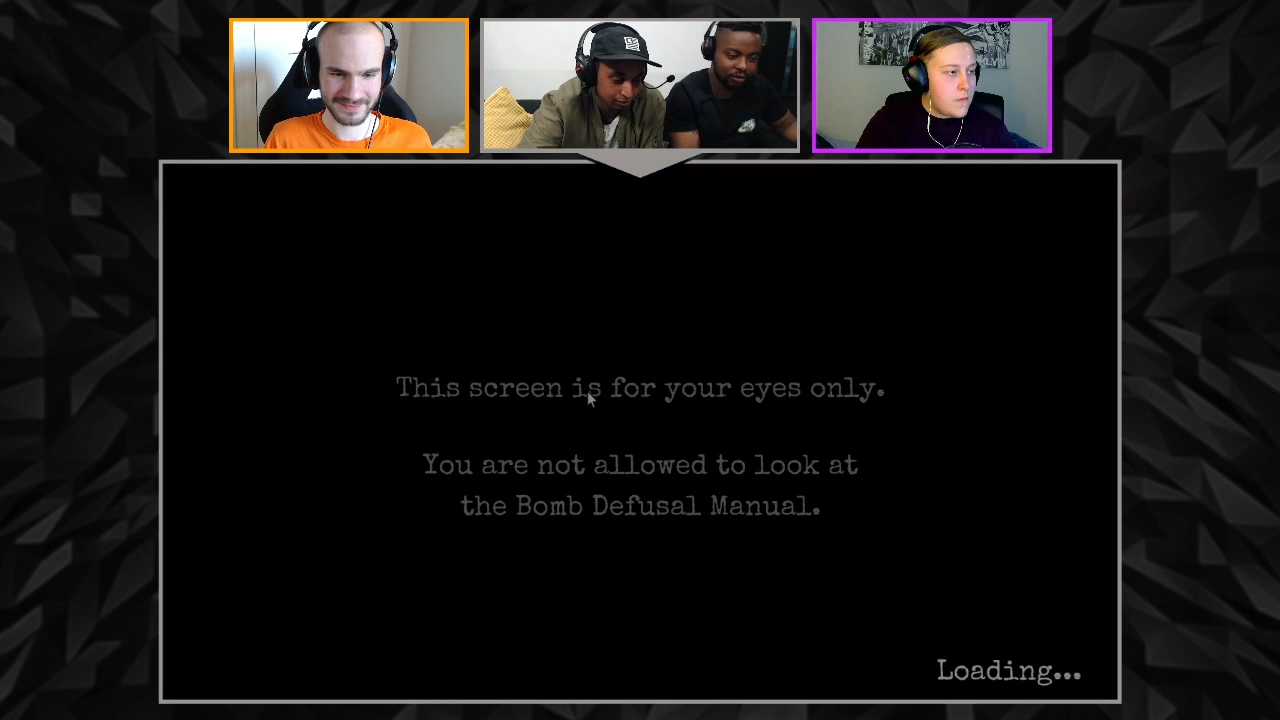 This screen is for your eyes only.
You are not allowed to look at
the Bomb Defusal Manual.
Loading...